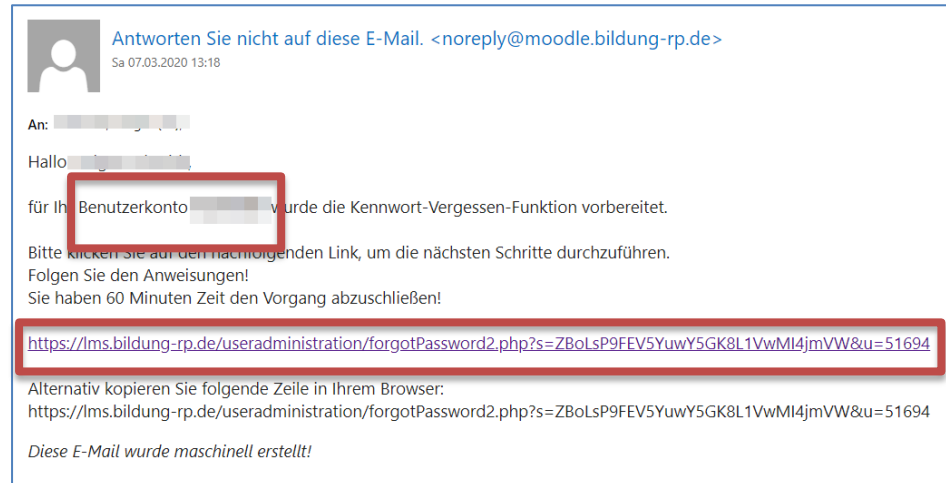 Antworten Sie nicht auf diese E-Mail. <noreply@moodle.bildung-rp.de>
Sa 07.03.2020 13:18
An:
Hallo
für Ih Benutzerkonto wurde die Kennwort-Vergessen-Funktion vorbereitet.
Bitte klicken Sie auf den nachfolgenden Link, um die nächsten Schritte durchzuführen.
Folgen Sie den Anweisungen!
Sie haben 60 Minuten Zeit den Vorgang abzuschließen!
https://lms.bildung-rp.de/useradministration/forgotPassword2.php?s=ZBoLsP9FEV5YuwY5GK8L1VwMI4jmVW&u=51694
Alternativ kopieren Sie folgende Zeile in Ihrem Browser:
https://lms.bildung-rp.de/useradministration/forgotPassword2.php?s=ZBoLsP9FEV5YuwY5GK8L1VwMI4jmVW&u=51694
Diese E-Mail wurde maschinell erstellt!